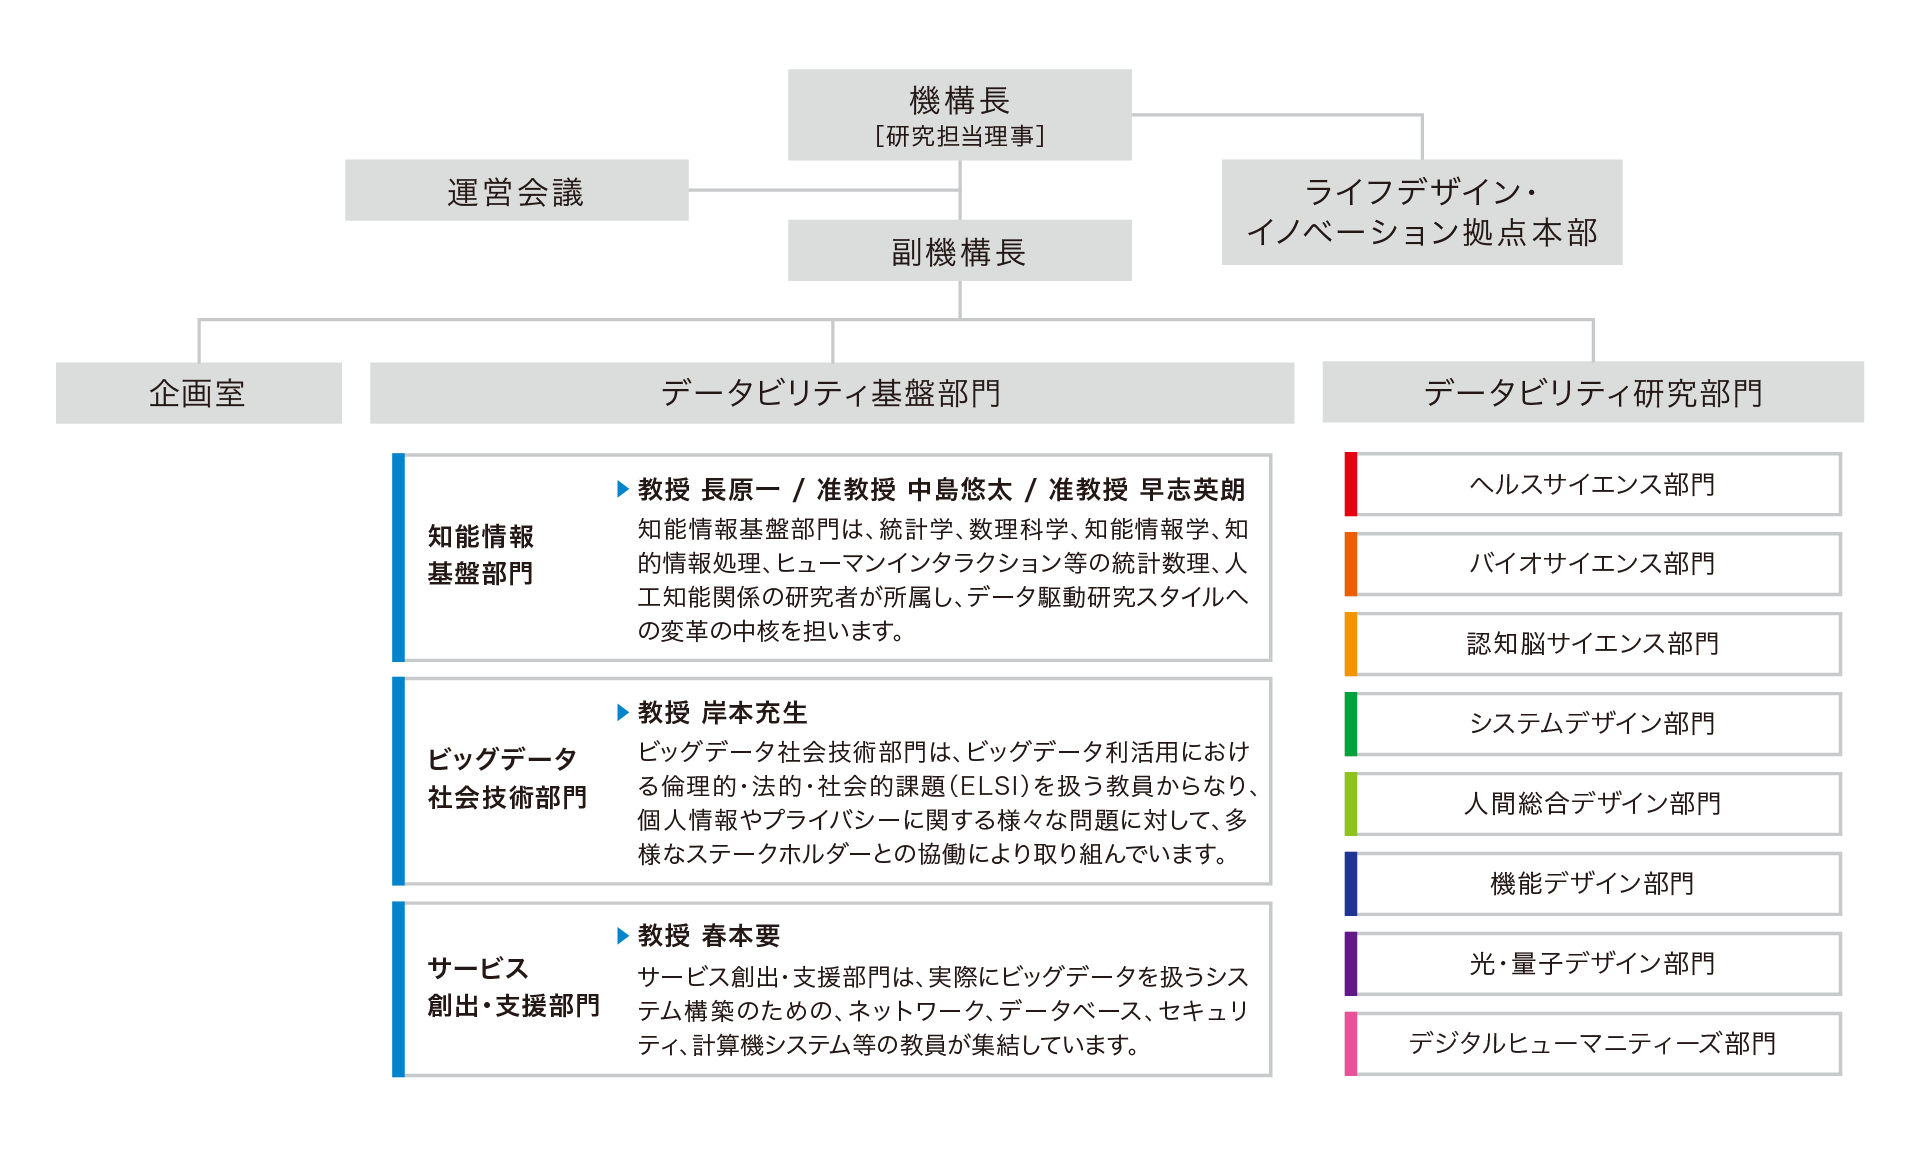 機構長
［研究担当理事］
運営会議
ライフデザイン・
イノベーション拠点本部
副機構長
企画室
データビリティ基盤部門
データビリティ研究部門
知能情報
基盤部門
教授 長原一 / 准教授 中島悠太 / 准教授 早志英朗
知能情報基盤部門は、統計学、数理科学、知能情報学、知
的情報処理、ヒューマンインタラクション等の統計数理、人
工知能関係の研究者が所属し、データ駆動研究スタイルへ
の変革の中核を担います。
ビッグデータ
社会技術部門
教授 岸本充生
ビッグデータ社会技術部門は、ビッグデータ利活用におけ
る倫理的・法的・社会的課題（ELSI）を扱う教員からなり、
個人情報やプライバシーに関する様々な問題に対して、多
様なステークホルダーとの協働により取り組んでいます。
サービス
創出・支援部門
教授 春本要
サービス創出・支援部門は、実際にビッグデータを扱うシス
テム構築のための、ネットワーク、データベース、セキュリ
ティ、計算機システム等の教員が集結しています。
ヘルスサイエンス部門
バイオサイエンス部門
認知脳サイエンス部門
システムデザイン部門
人間総合デザイン部門
機能デザイン部門
光・量子デザイン部門
デジタルヒューマニティーズ部門